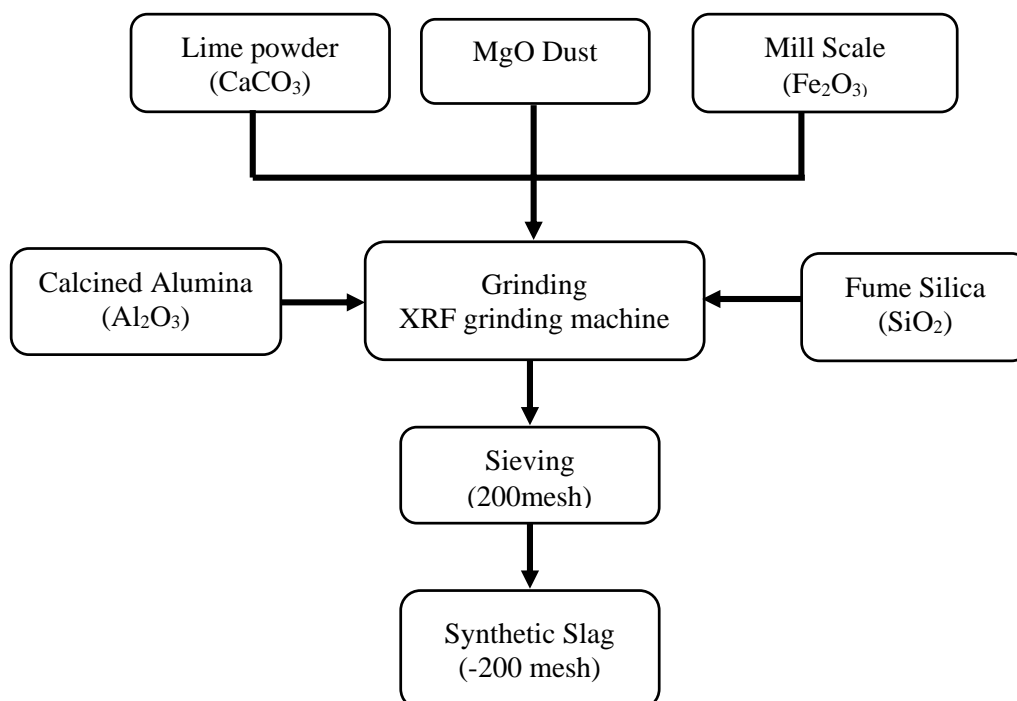 Lime powder
(CaCO₃)
MgO Dust
Mill Scale
(Fe₂O₃)
Calcined Alumina
(Al₂O₃)
Grinding
XRF grinding machine
Fume Silica
(SiO₂)
Sieving
(200mesh)
Synthetic Slag
(-200 mesh)